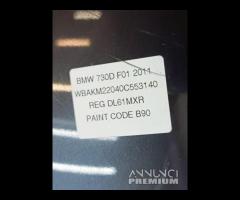 BMW 730D F01 2011
WBAKM22040C553140
REG DL61MXR
PAINT CODE B90
ANNUNCI
PREMIUM